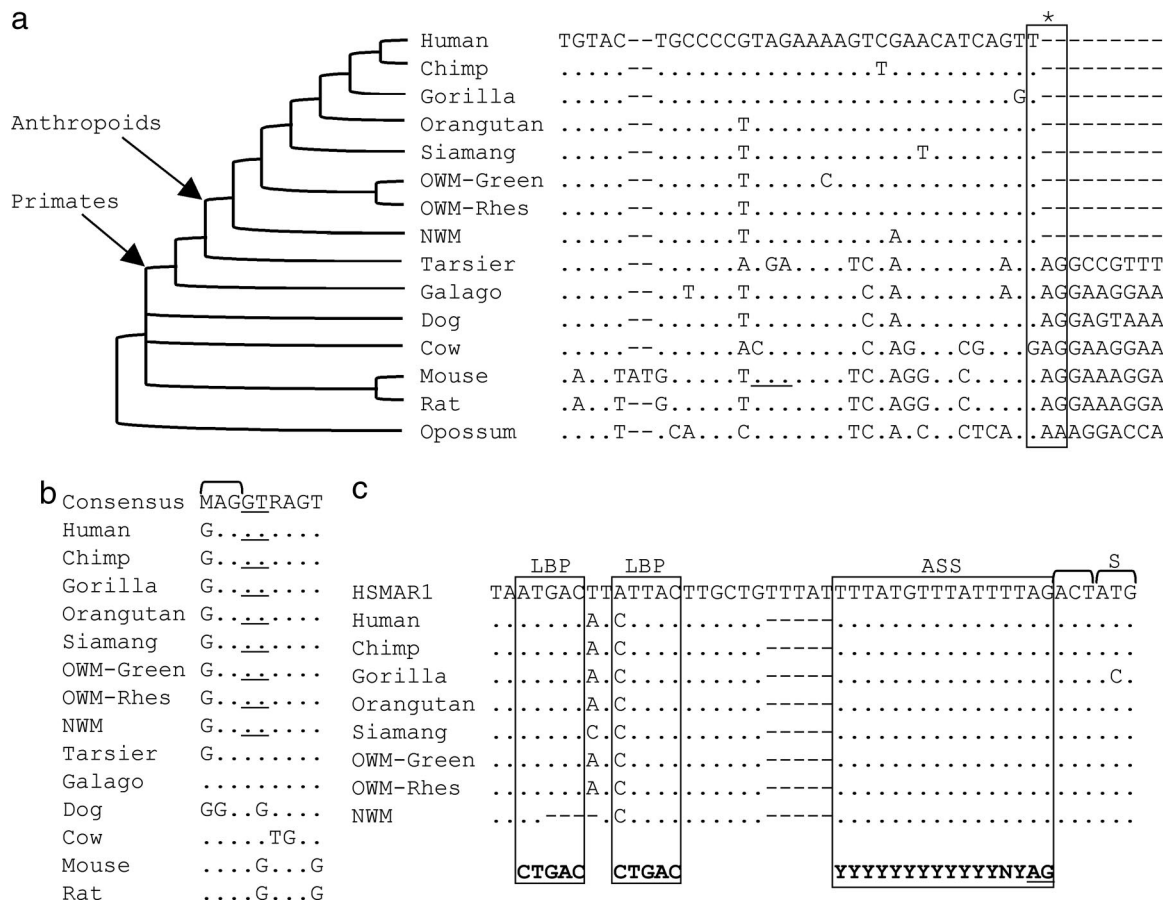 a
*
Human TGTAC--TGCCCCGTAGAAAAGTCGAACATCAGTT---------
Chimp .....--................T...........---------
Gorilla .....--..........................G.---------
Orangutan .....--......T.....................---------
Siamang .....--......T............T........---------
OWM-Green .....--......T.....C...............---------
OWM-Rhes .....--......T.....................---------
NWM .....--......T..........A..........---------
Tarsier .....--......A.GA....TC.A.......A..AGGCCGTTT
Galago .....--..T...T........C.A.......A..AGGAAGGAA
Dog .....--......T........C.A..........AGGAGTAAA
Cow .....--......AC.......C.AG...CG...GAGGAAGGAA
Mouse .A..TATG.....T.......TC.AGG..C.....AGGAAAGGA
Rat .A..T--G.....T.......TC.AGG..C.....AGGAAAGGA
Opossum ....T--.CA...C.......TC.A.C..CTCA..AAAGGACCA
Anthropoids
Primates
b
Consensus MAGGTRAGT
Human G........
Chimp G........
Gorilla G........
Orangutan G........
Siamang G........
OWM-Green G........
OWM-Rhes G........
NWM G........
Tarsier G........
Galago .........
Dog GG..G....
Cow .....TG..
Mouse ....G...G
Rat ....G...G
c
LBP LBP ASS S
HSMAR1 TAATGACTTATTACTTGCTGTTTATTTTATGTTTATTTTAGACTATG
Human .......A.C..........-----......................
Chimp .......A.C..........-----......................
Gorilla .......A.C..........-----....................C.
Orangutan .......A.C..........-----......................
Siamang .......C.C..........-----......................
OWM-Green .......A.C..........-----......................
OWM-Rhes .......A.C..........-----......................
NWM ....----.C..........-----......................
CTGAC CTGAC YYYYYYYYYYYYNYAG